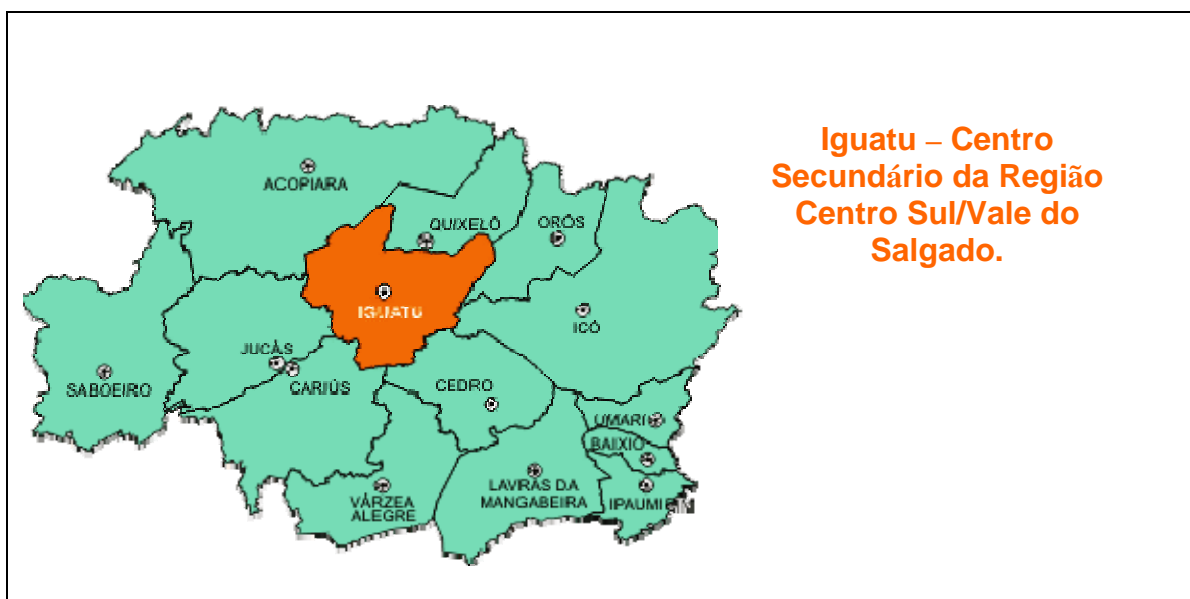 Iguatu – Centro
Secundário da Região
Centro Sul/Vale do
Salgado.
ACOPIARA
QUIXELÔ
ORÓS
IGUATU
ICÓ
JUCÁS
CARIÚS
SABOEIRO
CEDRO
UMARI
BAIXIO
LAVIRAS DA
MANGABEIRA
IPAUMIRIM
VÁRZEA
ALEGRE